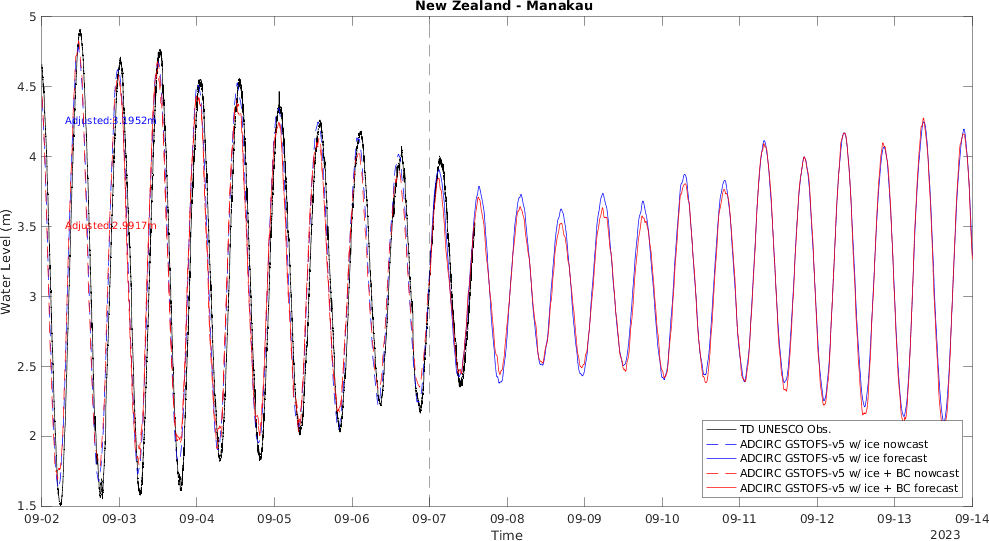 New Zealand - Manakau
Water Level (m)
5
4.5
4
3.5
3
2.5
2
1.5
Adjusted:3.1952m
Adjusted:2.9917m
TD UNESCO Obs.
ADCIRC GSTOFS-v5 w/ ice nowcast
ADCIRC GSTOFS-v5 w/ ice forecast
ADCIRC GSTOFS-v5 w/ ice + BC nowcast
ADCIRC GSTOFS-v5 w/ ice + BC forecast
09-02 09-03 09-04 09-05 09-06 09-07 09-08 09-09 09-10 09-11 09-12 09-13 09-14
Time
2023